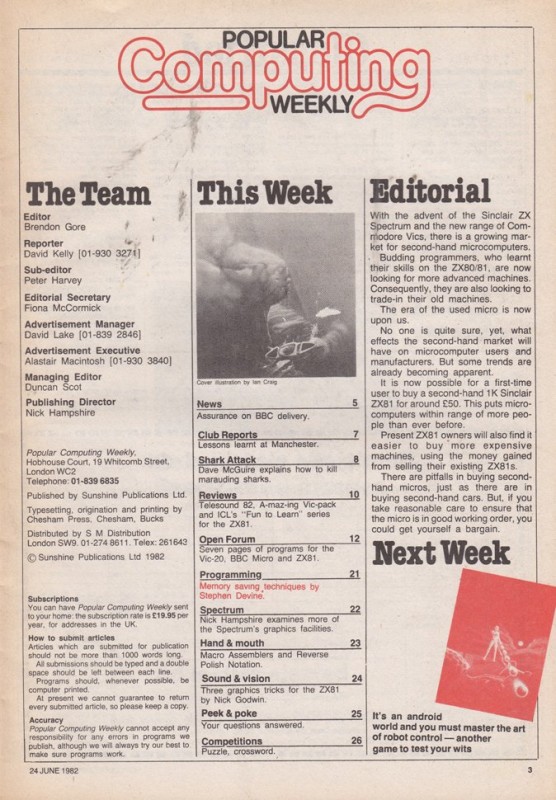 POPULAR
Computing
WEEKLY
The Team
Editor
Brendon Gore
Reporter
David Kelly [01-930 3271]
Sub-editor
Peter Harvey
Editorial Secretary
Fiona McCormick
Advertisement Manager
David Lake [01-839 2846]
Advertisement Executive
Alastair Macintosh [01-930 3840]
Managing Editor
Duncan Scot
Publishing Director
Nick Hampshire
Popular Computing Weekly,
Hobhouse Court, 19 Whitcomb Street,
London WC2
Telephone: 01-839 6835
Published by Sunshine Publications Ltd.
Typesetting, origination and printing by
Chesham Press, Chesham, Bucks
Distributed by S M Distribution
London SW9. 01-274 8611. Telex: 261643
© Sunshine Publications Ltd 1982
Subscriptions
You can have Popular Computing Weekly sent
to your home: the subscription rate is £19.95 per
year, for addresses in the UK.
How to submit articles
Articles which are submitted for publication
should not be more than 1000 words long.
All submissions should be typed and a double
space should be left between each line.
Programs should, whenever possible, be
computer printed.
At present we cannot guarantee to return
every submitted article, so please keep a copy.
Accuracy
Popular Computing Weekly cannot accept any
responsibility for any errors in programs we
publish, although we will always try our best to
make sure programs work.
This Week
Cover illustration by Ian Craig
News 5
Assurance on BBC delivery.
Club Reports 7
Lessons learnt at Manchester.
Shark Attack 8
Dave McGuire explains how to kill
marauding sharks.
Reviews 10
Telesound 82, A-maz-ing Vic-pack
and ICL's "Fun to Learn" series
for the ZX81.
Open Forum 12
Seven pages of programs for the
Vic-20, BBC Micro and ZX81.
Programming 21
Memory saving techniques by
Stephen Devine.
Spectrum 22
Nick Hampshire examines more of
the Spectrum's graphics facilities.
Hand & mouth 23
Macro Assemblers and Reverse
Polish Notation.
Sound & vision 24
Three graphics tricks for the ZX81
by Nick Godwin.
Peek & poke 25
Your questions answered.
Competitions 26
Puzzle, crossword.
Editorial
With the advent of the Sinclair ZX
Spectrum and the new range of Com-
modore Vics, there is a growing mar-
ket for second-hand microcomputers.
Budding programmers, who learnt
their skills on the ZX80/81, are now
looking for more advanced machines.
Consequently, they are also looking to
trade-in their old machines.
The era of the used micro is now
upon us.
No one is quite sure, yet, what
effects the second-hand market will
have on microcomputer users and
manufacturers. But some trends are
already becoming apparent.
It is now possible for a first-time
user to buy a second-hand 1K Sinclair
ZX81 for around £50. This puts micro-
computers within range of more peo-
ple than ever before.
Present ZX81 owners will also find it
easier to buy more expensive
machines, using the money gained
from selling their existing ZX81s.
There are pitfalls in buying second-
hand micros, just as there are in
buying second-hand cars. But, if you
take reasonable care to ensure that
the micro is in good working order, you
could get yourself a bargain.
Next Week
It's an android
world and you must master the art
of robot control — another
game to test your wits
24 JUNE 1982
3